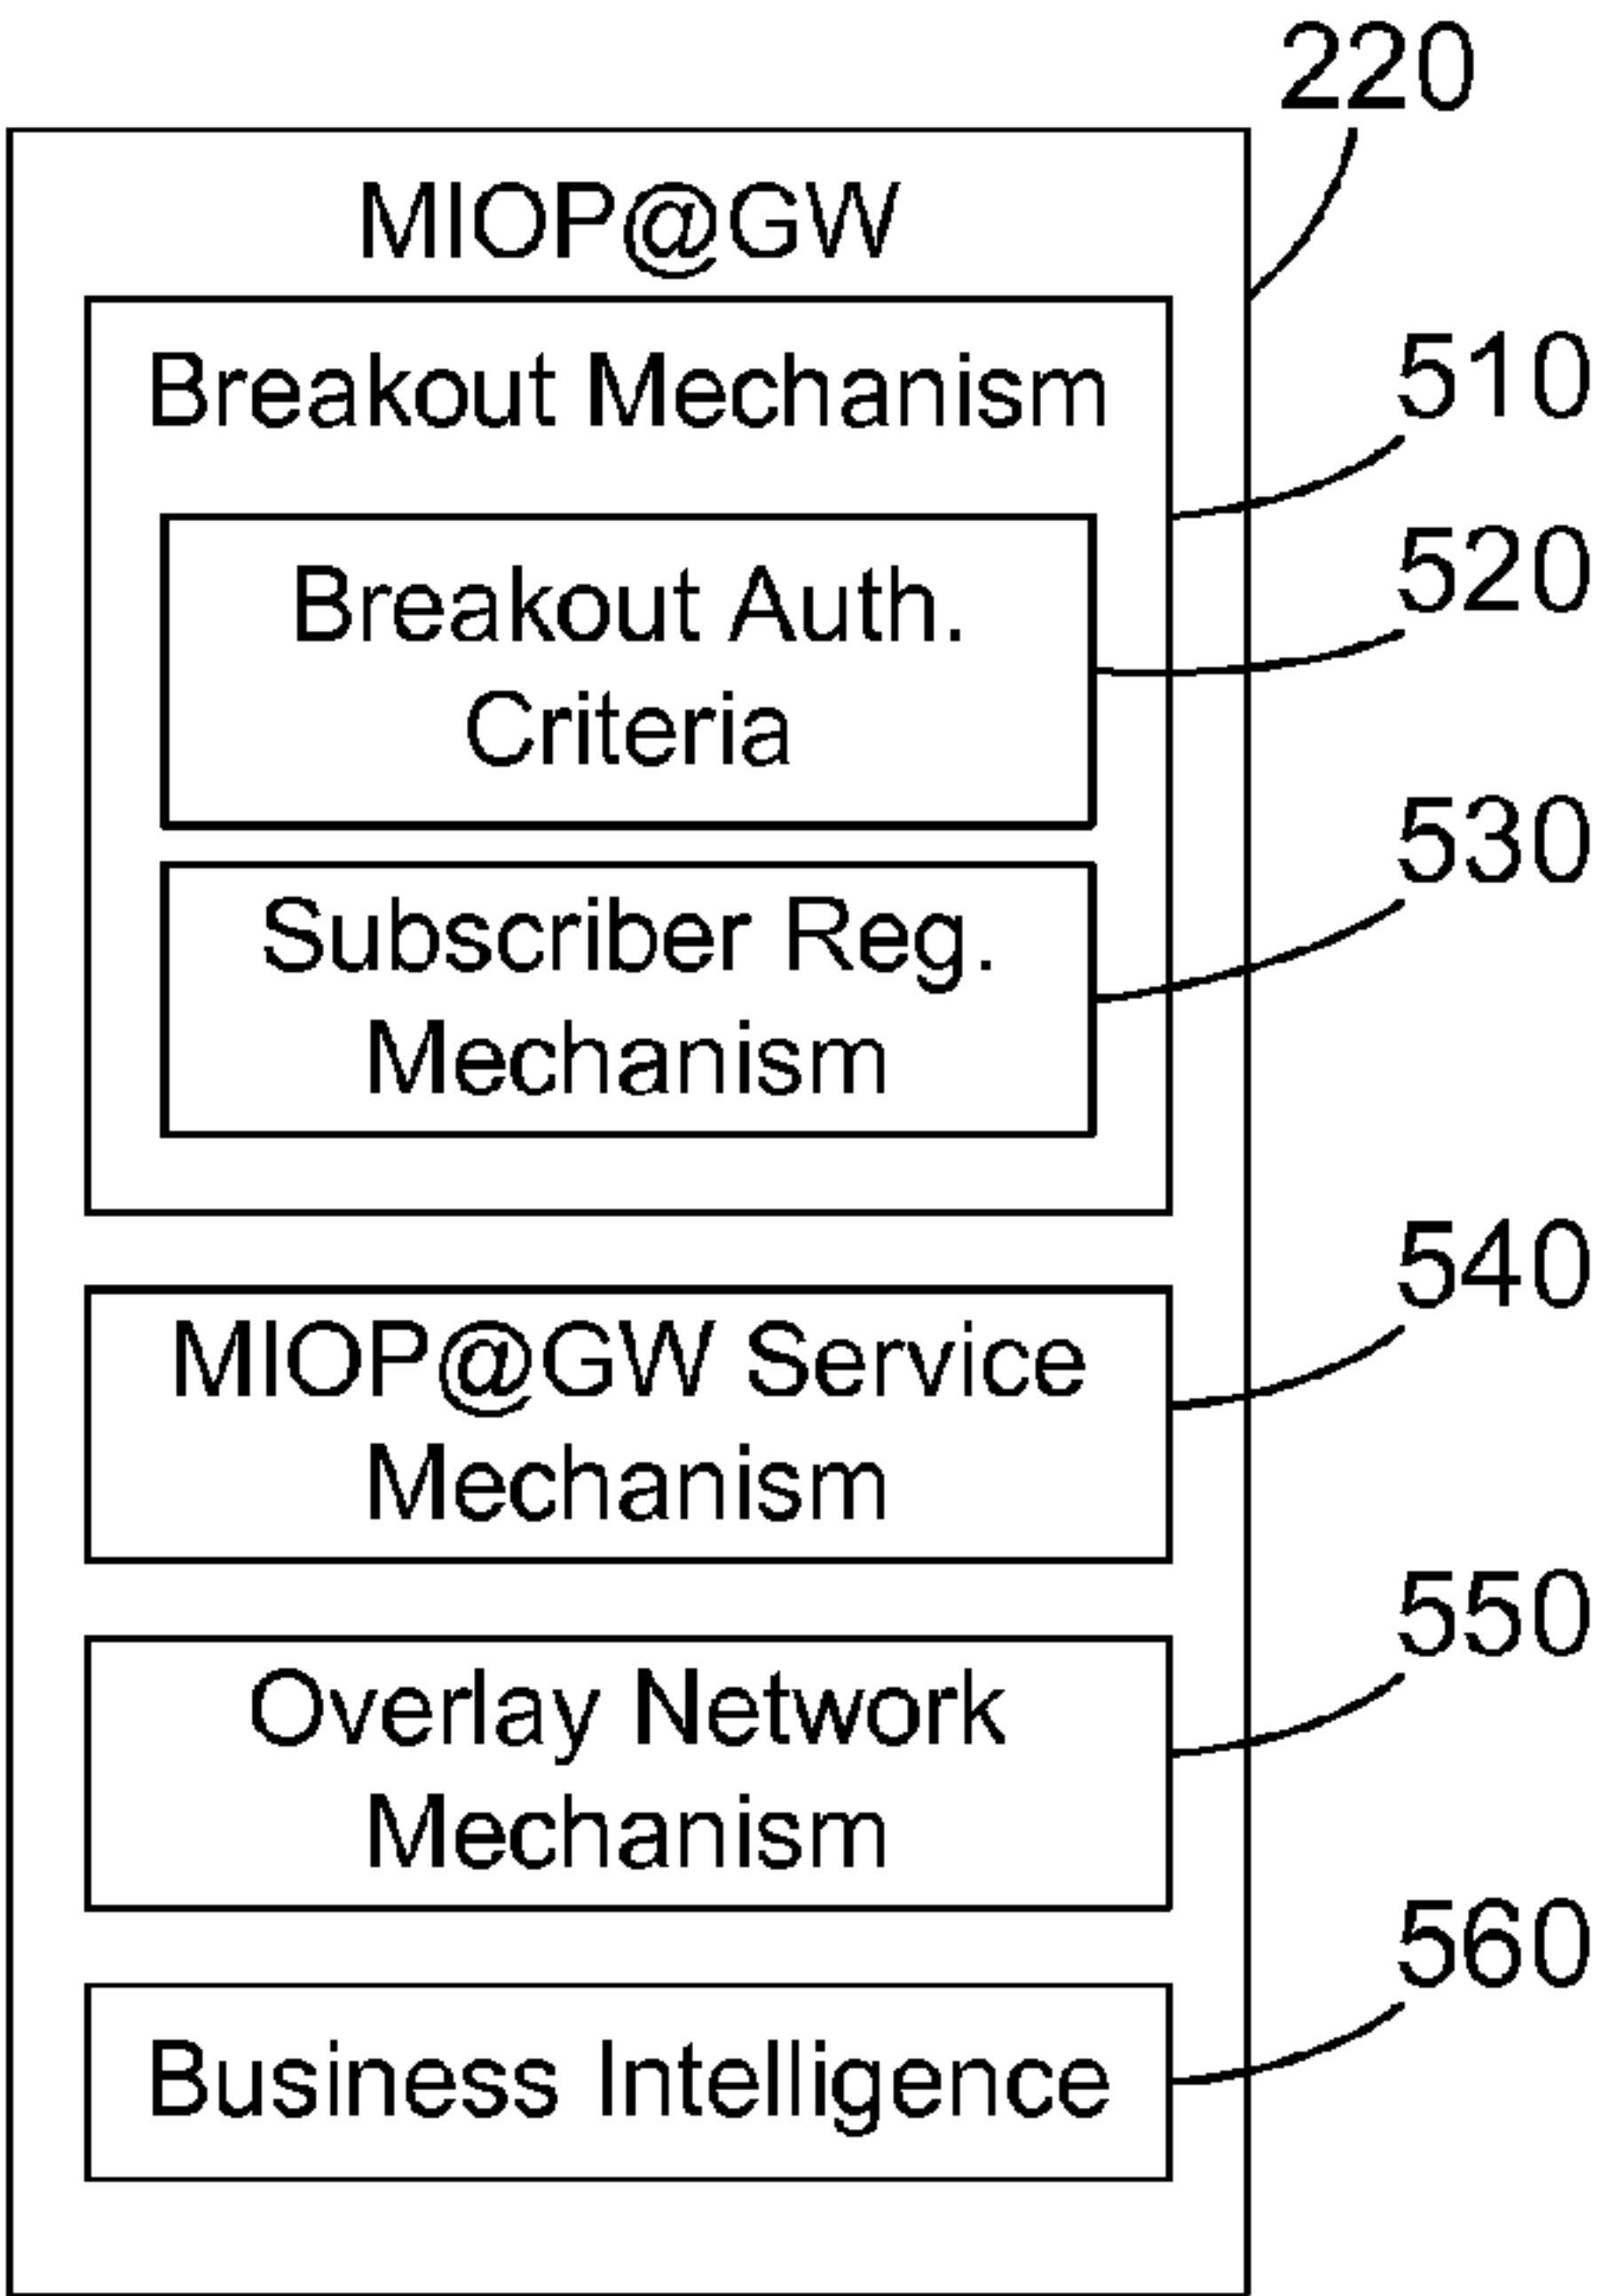 220
MIOP@GW
Breakout Mechanism
510
Breakout Auth.
Criteria
520
Subscriber Reg.
Mechanism
530
MIOP@GW Service
Mechanism
540
Overlay Network
Mechanism
550
Business Intelligence
560